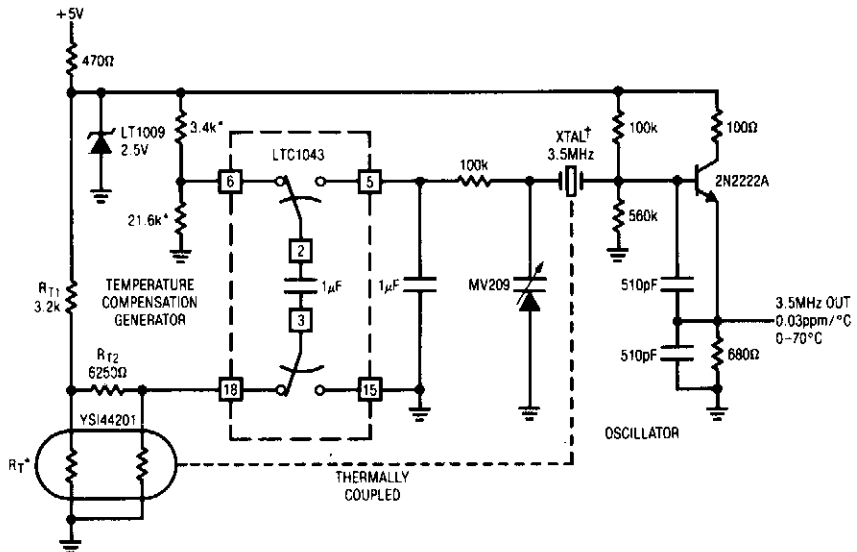 +5V
470Ω
LT1009
2.5V
3.4k*
21.6k*
6
LTC1043
5
2
1μF
3
1μF
100k
XTAL†
3.5MHz
100k
100Ω
2N2222A
560k
MV209
510pF
510pF
680Ω
3.5MHz OUT
0.03ppm/°C
0–70°C
RT1
3.2k
TEMPERATURE
COMPENSATION
GENERATOR
RT2
6250Ω
18
15
YSI44201
RT*
OSCILLATOR
THERMALLY
COUPLED